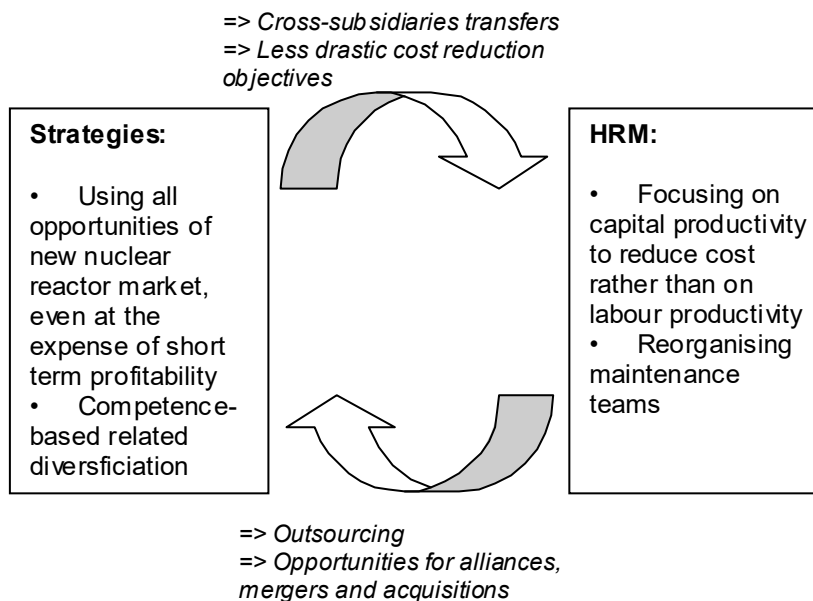 => Cross-subsidiaries transfers
=> Less drastic cost reduction
objectives
Strategies:
• Using all
opportunities of
new nuclear
reactor market,
even at the
expense of short
term profitability
• Competence-
based related
diversficiation
HRM:
• Focusing on
capital productivity
to reduce cost
rather than on
labour productivity
• Reorganising
maintenance
teams
=> Outsourcing
=> Opportunities for alliances,
mergers and acquisitions